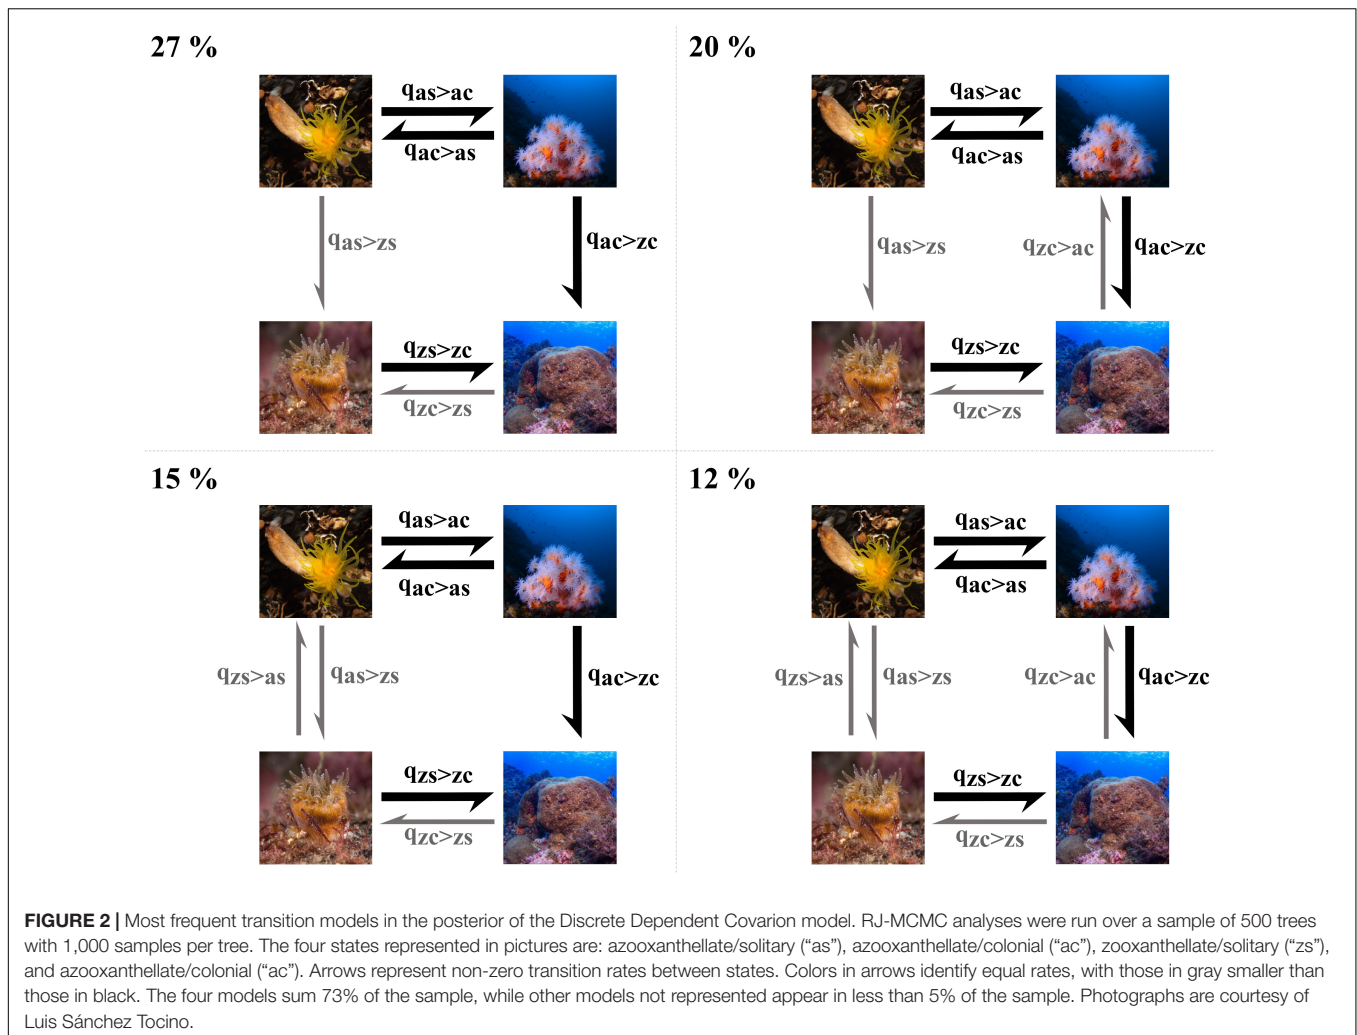 27 %
qas>ac
qac>as
qas>zs
qac>zc
qzs>zc
qzc>zs
20 %
qas>ac
qac>as
qas>zs
qzc>ac
qac>zc
qzs>zc
qzc>zs
15 %
qas>ac
qac>as
qzs>as
qas>zs
qac>zc
qzs>zc
qzc>zs
12 %
qas>ac
qac>as
qzs>as
qas>zs
qzc>ac
qac>zc
qzs>zc
qzc>zs
FIGURE 2 | Most frequent transition models in the posterior of the Discrete Dependent Covarion model. RJ-MCMC analyses were run over a sample of 500 trees
with 1,000 samples per tree. The four states represented in pictures are: azooxanthellate/solitary (“as”), azooxanthellate/colonial (“ac”), zooxanthellate/solitary (“zs”),
and azooxanthellate/colonial (“ac”). Arrows represent non-zero transition rates between states. Colors in arrows identify equal rates, with those in gray smaller than
those in black. The four models sum 73% of the sample, while other models not represented appear in less than 5% of the sample. Photographs are courtesy of
Luis Sánchez Tocino.